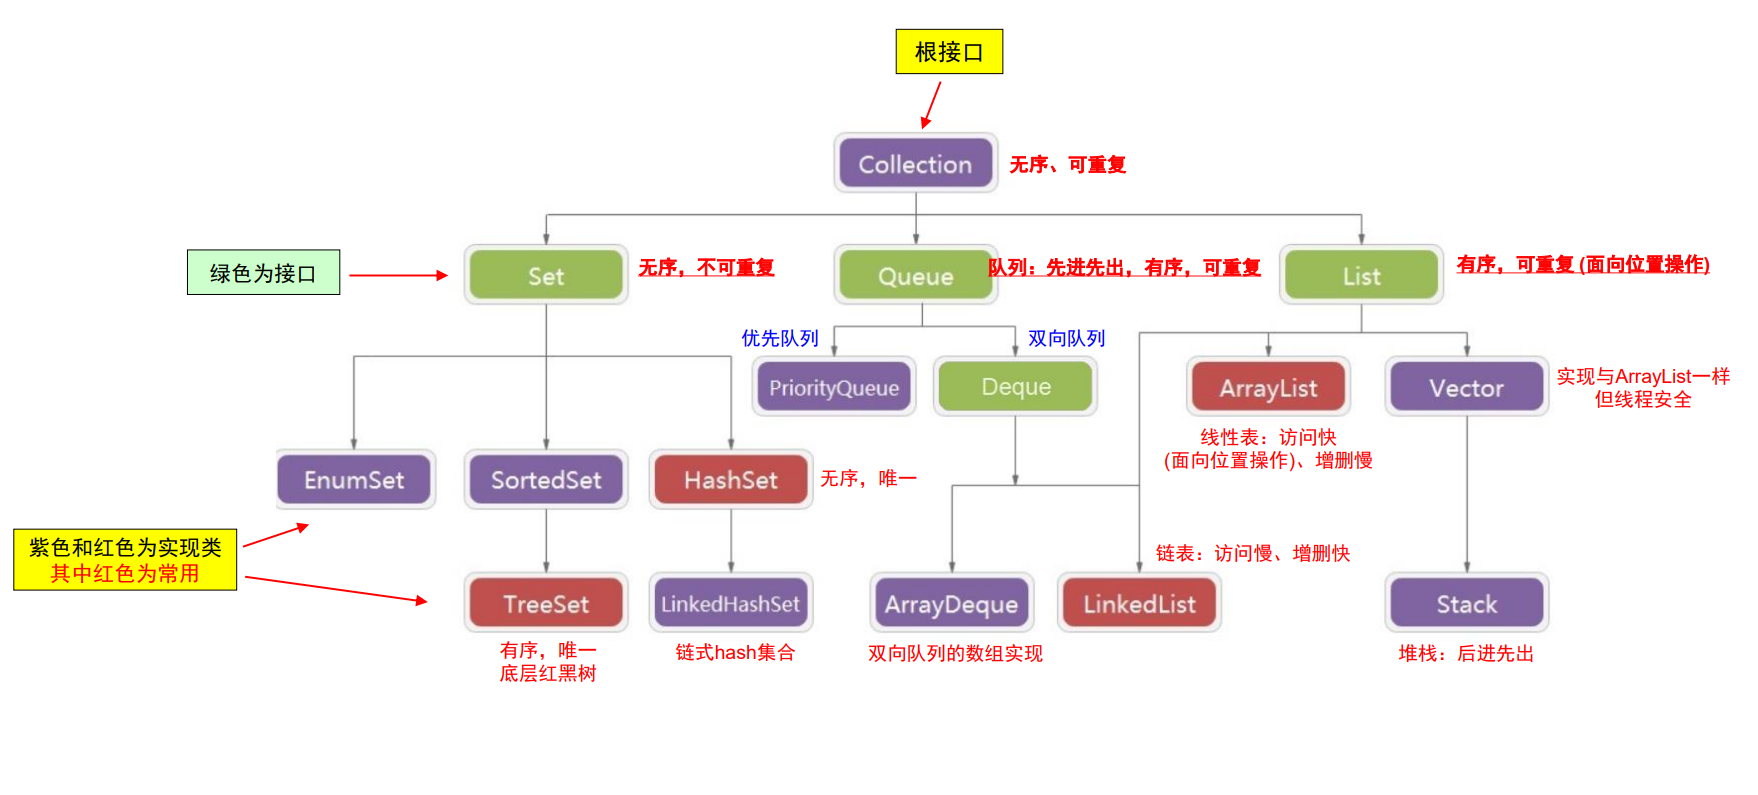 根接口
Collection
无序、可重复
绿色为接口
Set
无序，不可重复
Queue
队列：先进先出，有序，可重复
List
有序，可重复 (面向位置操作)
优先队列
双向队列
PriorityQueue
Deque
ArrayList
Vector
实现与ArrayList一样
但线程安全
线性表：访问快
(面向位置操作)、增删慢
EnumSet
SortedSet
HashSet
无序，唯一
紫色和红色为实现类
其中红色为常用
链表：访问慢、增删快
TreeSet
LinkedHashSet
ArrayDeque
LinkedList
Stack
有序，唯一
底层红黑树
链式hash集合
双向队列的数组实现
堆栈：后进先出